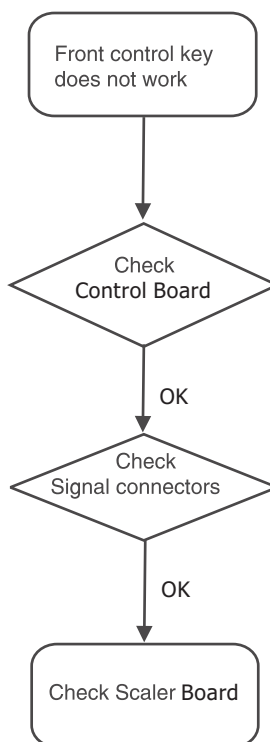 Front control key
does not work
Check
Control Board
OK
Check
Signal connectors
OK
Check Scaler Board